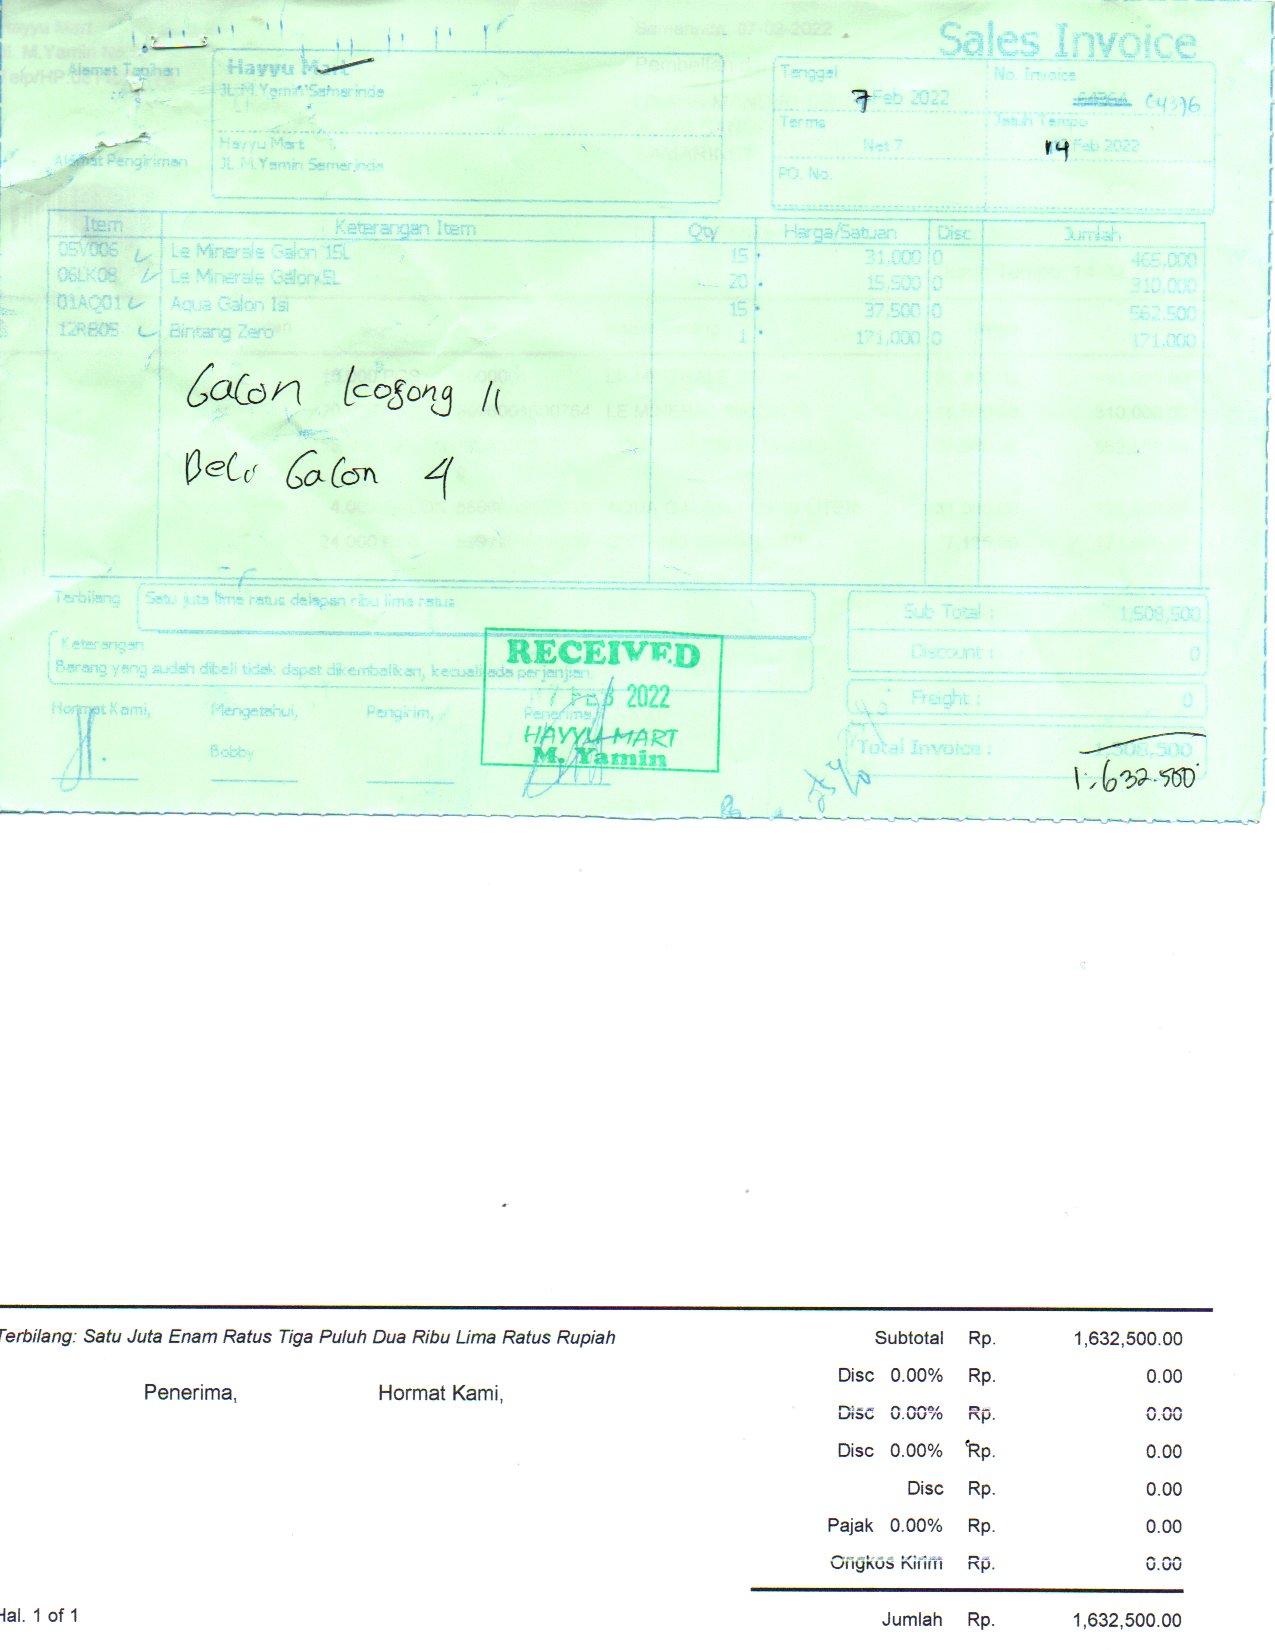 Sales Invoice
Alamat Tagihan
Hayyu Mart
JL. M.Yamin Samarinda
Alamat Pengiriman
Hayyu Mart
JL. M.Yamin Samarinda
Tanggal
7 Feb 2022
No. Invoice
Terms
Net 7
Jatuh Tempo
14 Feb 2022
PO. No.
Item Keterangan Item Qty Harga/Satuan Disc Jumlah
05V006 Le Minerale Galon 15L 15 31,000 0 465,000
06LK08 Le Minerale Galon 5L 20 15,500 0 310,000
01AQ01 Aqua Galon Isi 15 37,500 0 562,500
12RB05 Bintang Zero 1 171,000 0 171,000
Galon kosong 11
Beli Galon 4
Terbilang Satu juta lima ratus delapan ribu lima ratus
Keterangan
Barang yang sudah dibeli tidak dapat dikembalikan, kecuali ada perjanjian.
Sub Total : 1,508,500
Discount : 0
Freight : 0
Total Invoice : 1,508,500
1.632.500
Hormat Kami, Mengetahui, Pengirim, Penerima
Bobby
RECEIVED
7 FEB 2022
HAYYU MART
M. Yamin
Terbilang: Satu Juta Enam Ratus Tiga Puluh Dua Ribu Lima Ratus Rupiah
Penerima, Hormat Kami,
Subtotal Rp. 1,632,500.00
Disc 0.00% Rp. 0.00
Disc 0.00% Rp. 0.00
Disc 0.00% Rp. 0.00
Disc Rp. 0.00
Pajak 0.00% Rp. 0.00
Ongkos Kirim Rp. 0.00
Hal. 1 of 1
Jumlah Rp. 1,632,500.00